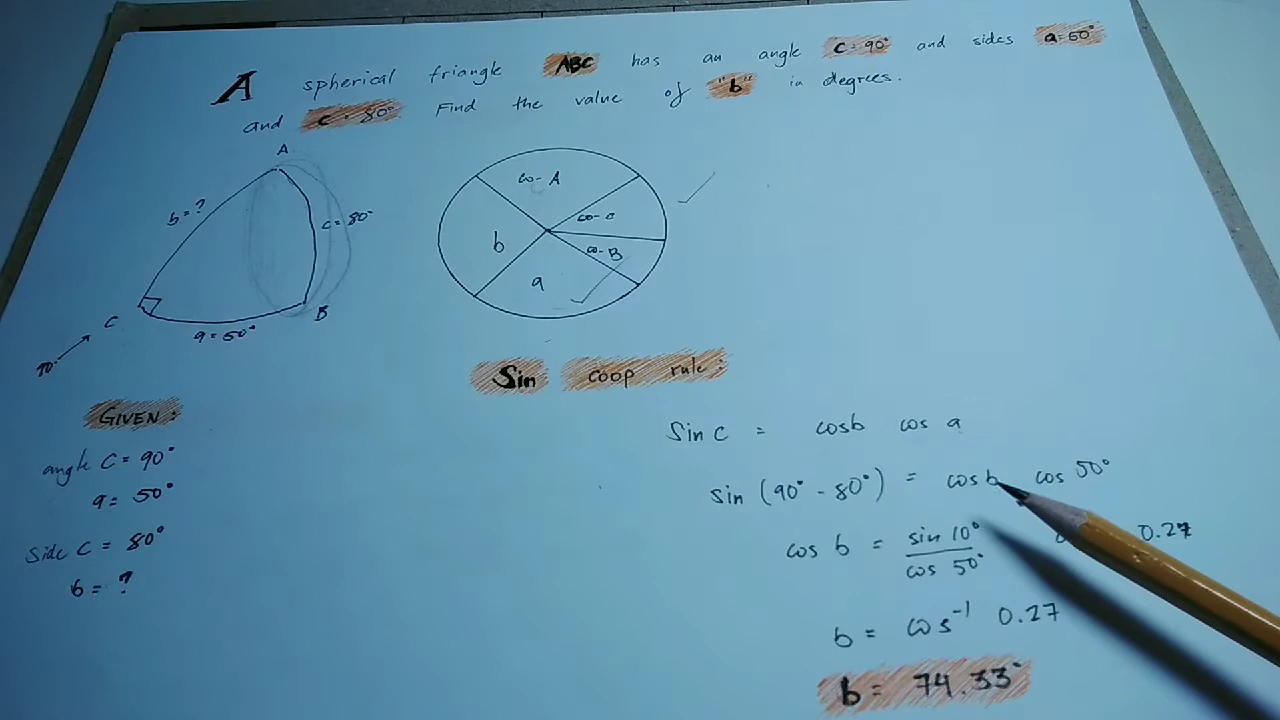 A spherical triangle ABC has an angle C = 90° and sides a = 50°
and c = 80° Find the value of "b" in degrees.
A
b = ?
c = 80°
C
B
a = 50°
90°
co-A
co-c
co-B
b
a
Sin coop rule:
GIVEN:
angle C = 90°
a = 50°
Side C = 80°
b = ?
Sin c = cosb cos a
sin (90° - 80°) = cosb cos 50°
cos b = sin 10° / cos 50°
0.27
b = cos⁻¹ 0.27
b = 74.33°